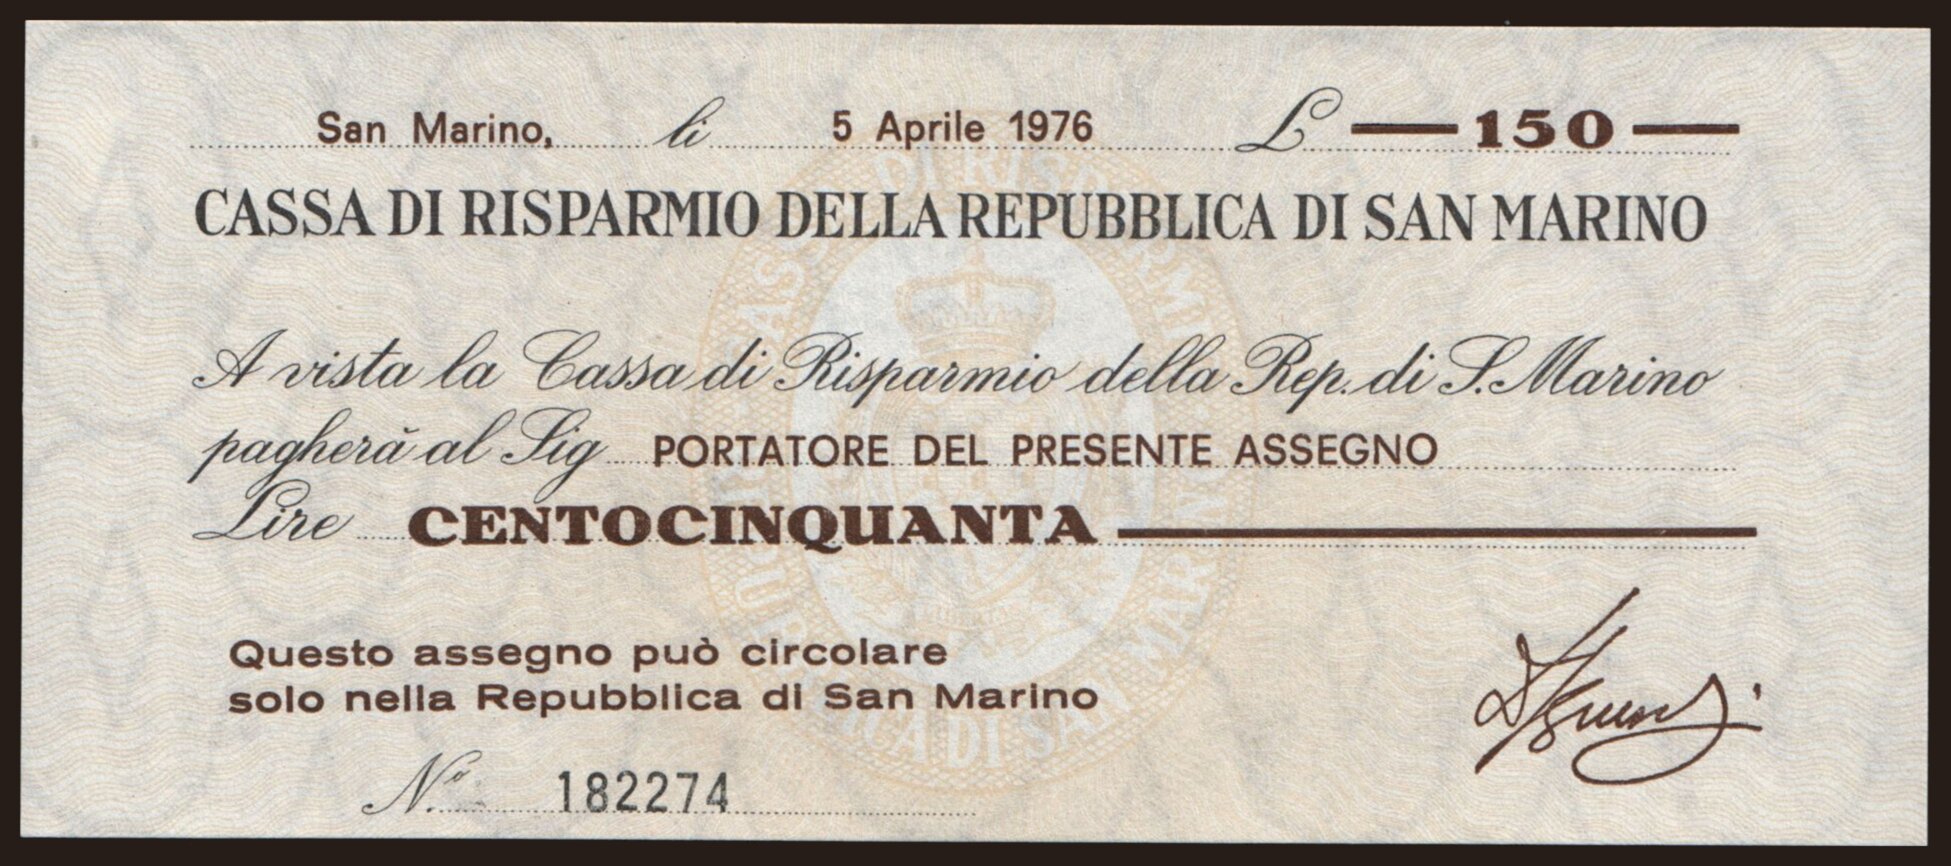 San Marino, li 5 Aprile 1976 £ 150
CASSA DI RISPARMIO DELLA REPUBBLICA DI SAN MARINO
A vista la Cassa di Risparmio della Rep. di S. Marino
pagherà al Sig PORTATORE DEL PRESENTE ASSEGNO
Lire CENTOCINQUANTA
Questo assegno può circolare
solo nella Repubblica di San Marino
Nº 182274